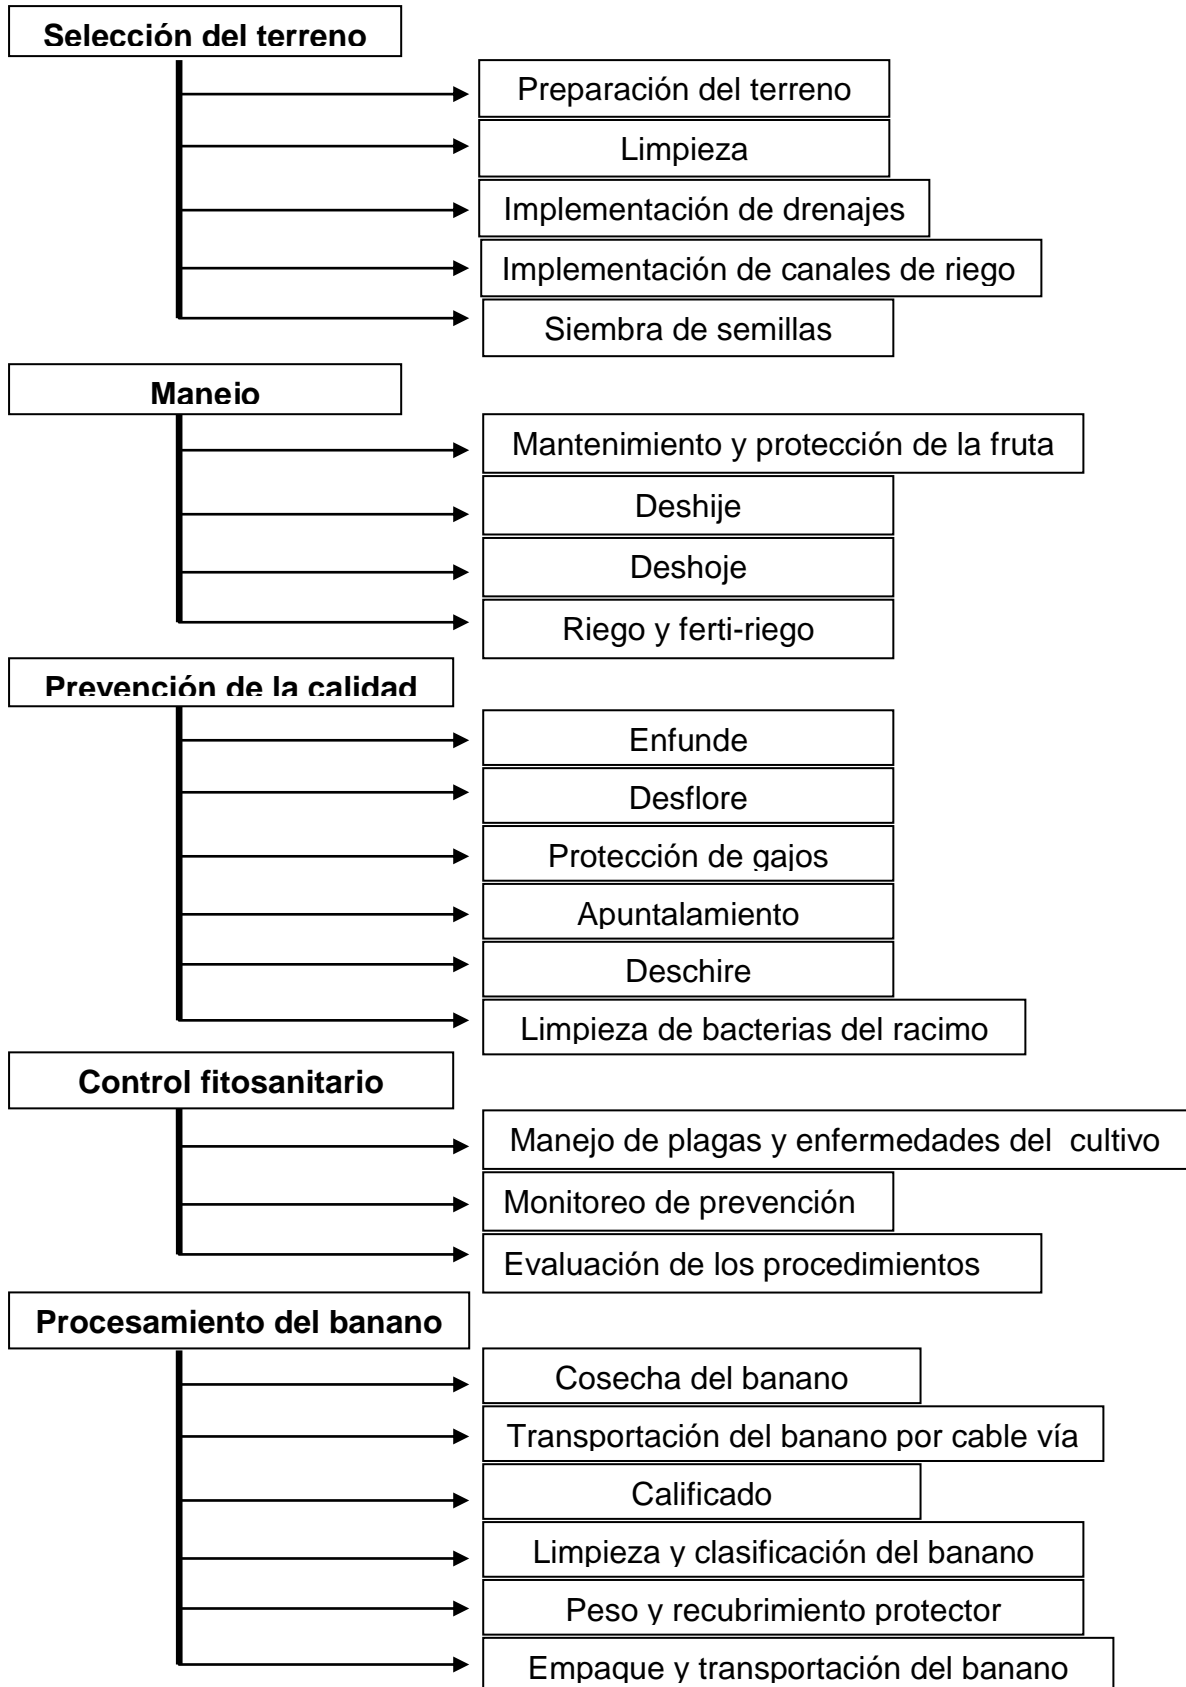 Selección del terreno
Preparación del terreno
Limpieza
Implementación de drenajes
Implementación de canales de riego
Siembra de semillas
Manejo
Mantenimiento y protección de la fruta
Deshije
Deshoje
Riego y ferti-riego
Prevención de la calidad
Enfunde
Desflore
Protección de gajos
Apuntalamiento
Deschire
Limpieza de bacterias del racimo
Control fitosanitario
Manejo de plagas y enfermedades del cultivo
Monitoreo de prevención
Evaluación de los procedimientos
Procesamiento del banano
Cosecha del banano
Transportación del banano por cable vía
Calificado
Limpieza y clasificación del banano
Peso y recubrimiento protector
Empaque y transportación del banano